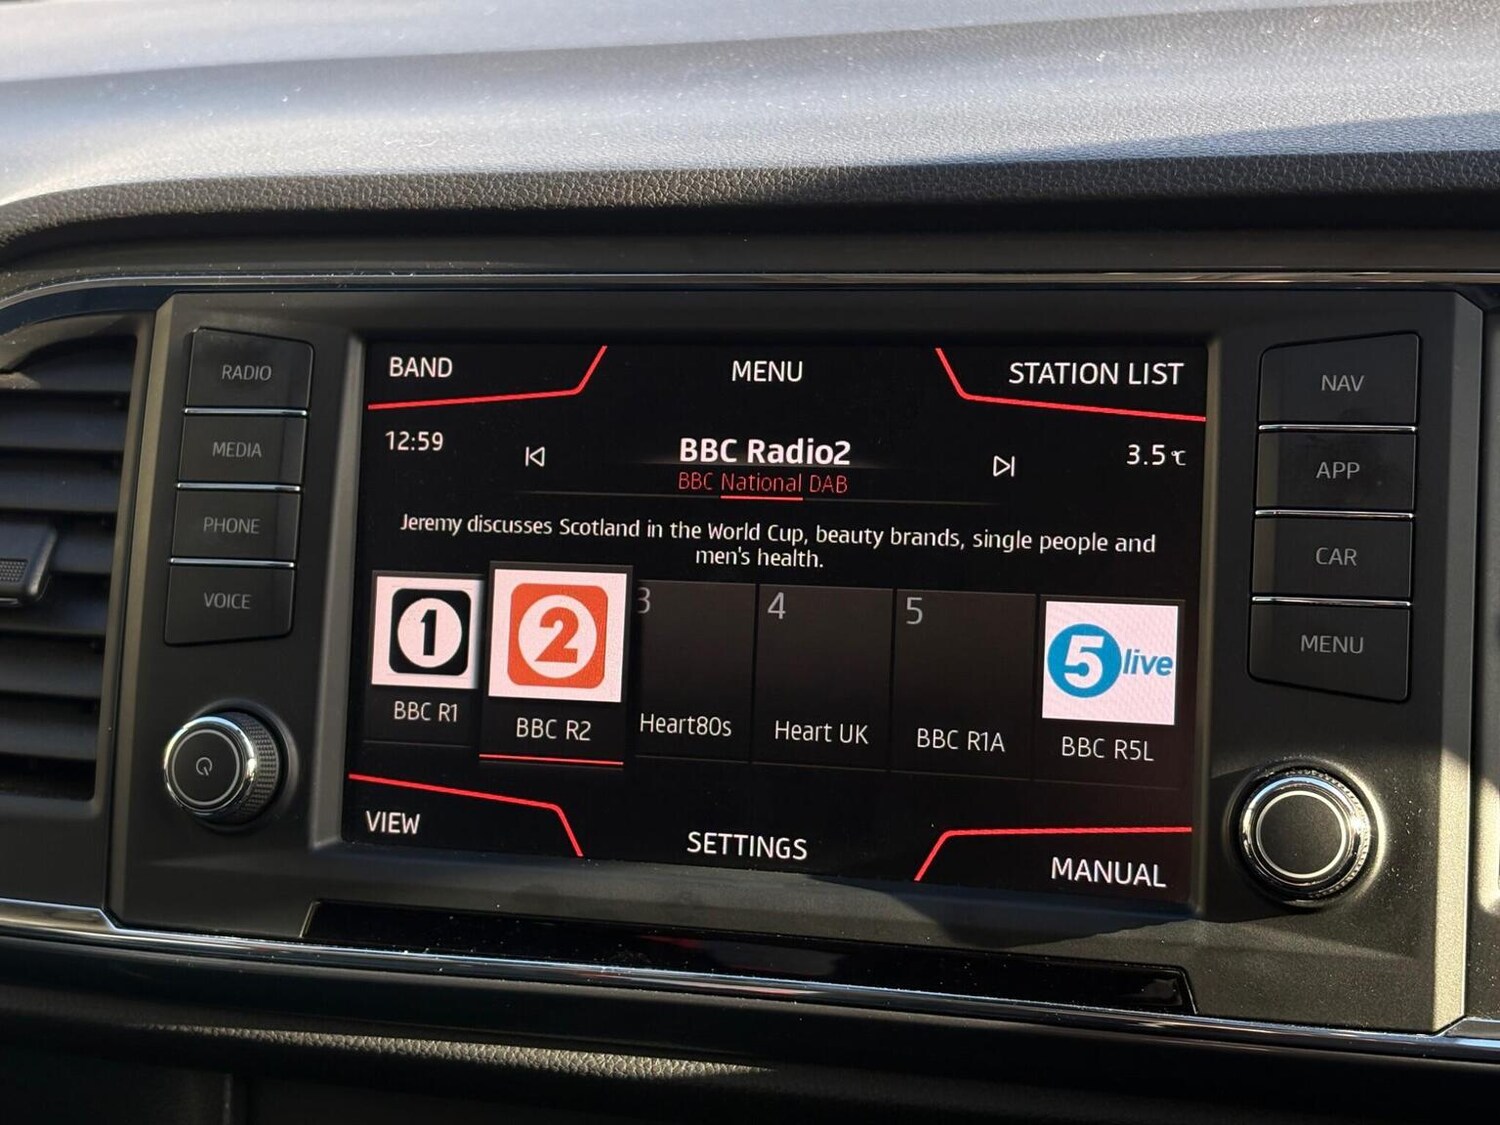 RADIO
MEDIA
PHONE
VOICE
BAND
MENU
STATION LIST
12:59
BBC Radio2
BBC National DAB
3.5℃
Jeremy discusses Scotland in the World Cup, beauty brands, single people and
men's health.
1
2
3
4
5
5 live
BBC R1
BBC R2
Heart80s
Heart UK
BBC R1A
BBC R5L
VIEW
SETTINGS
MANUAL
NAV
APP
CAR
MENU